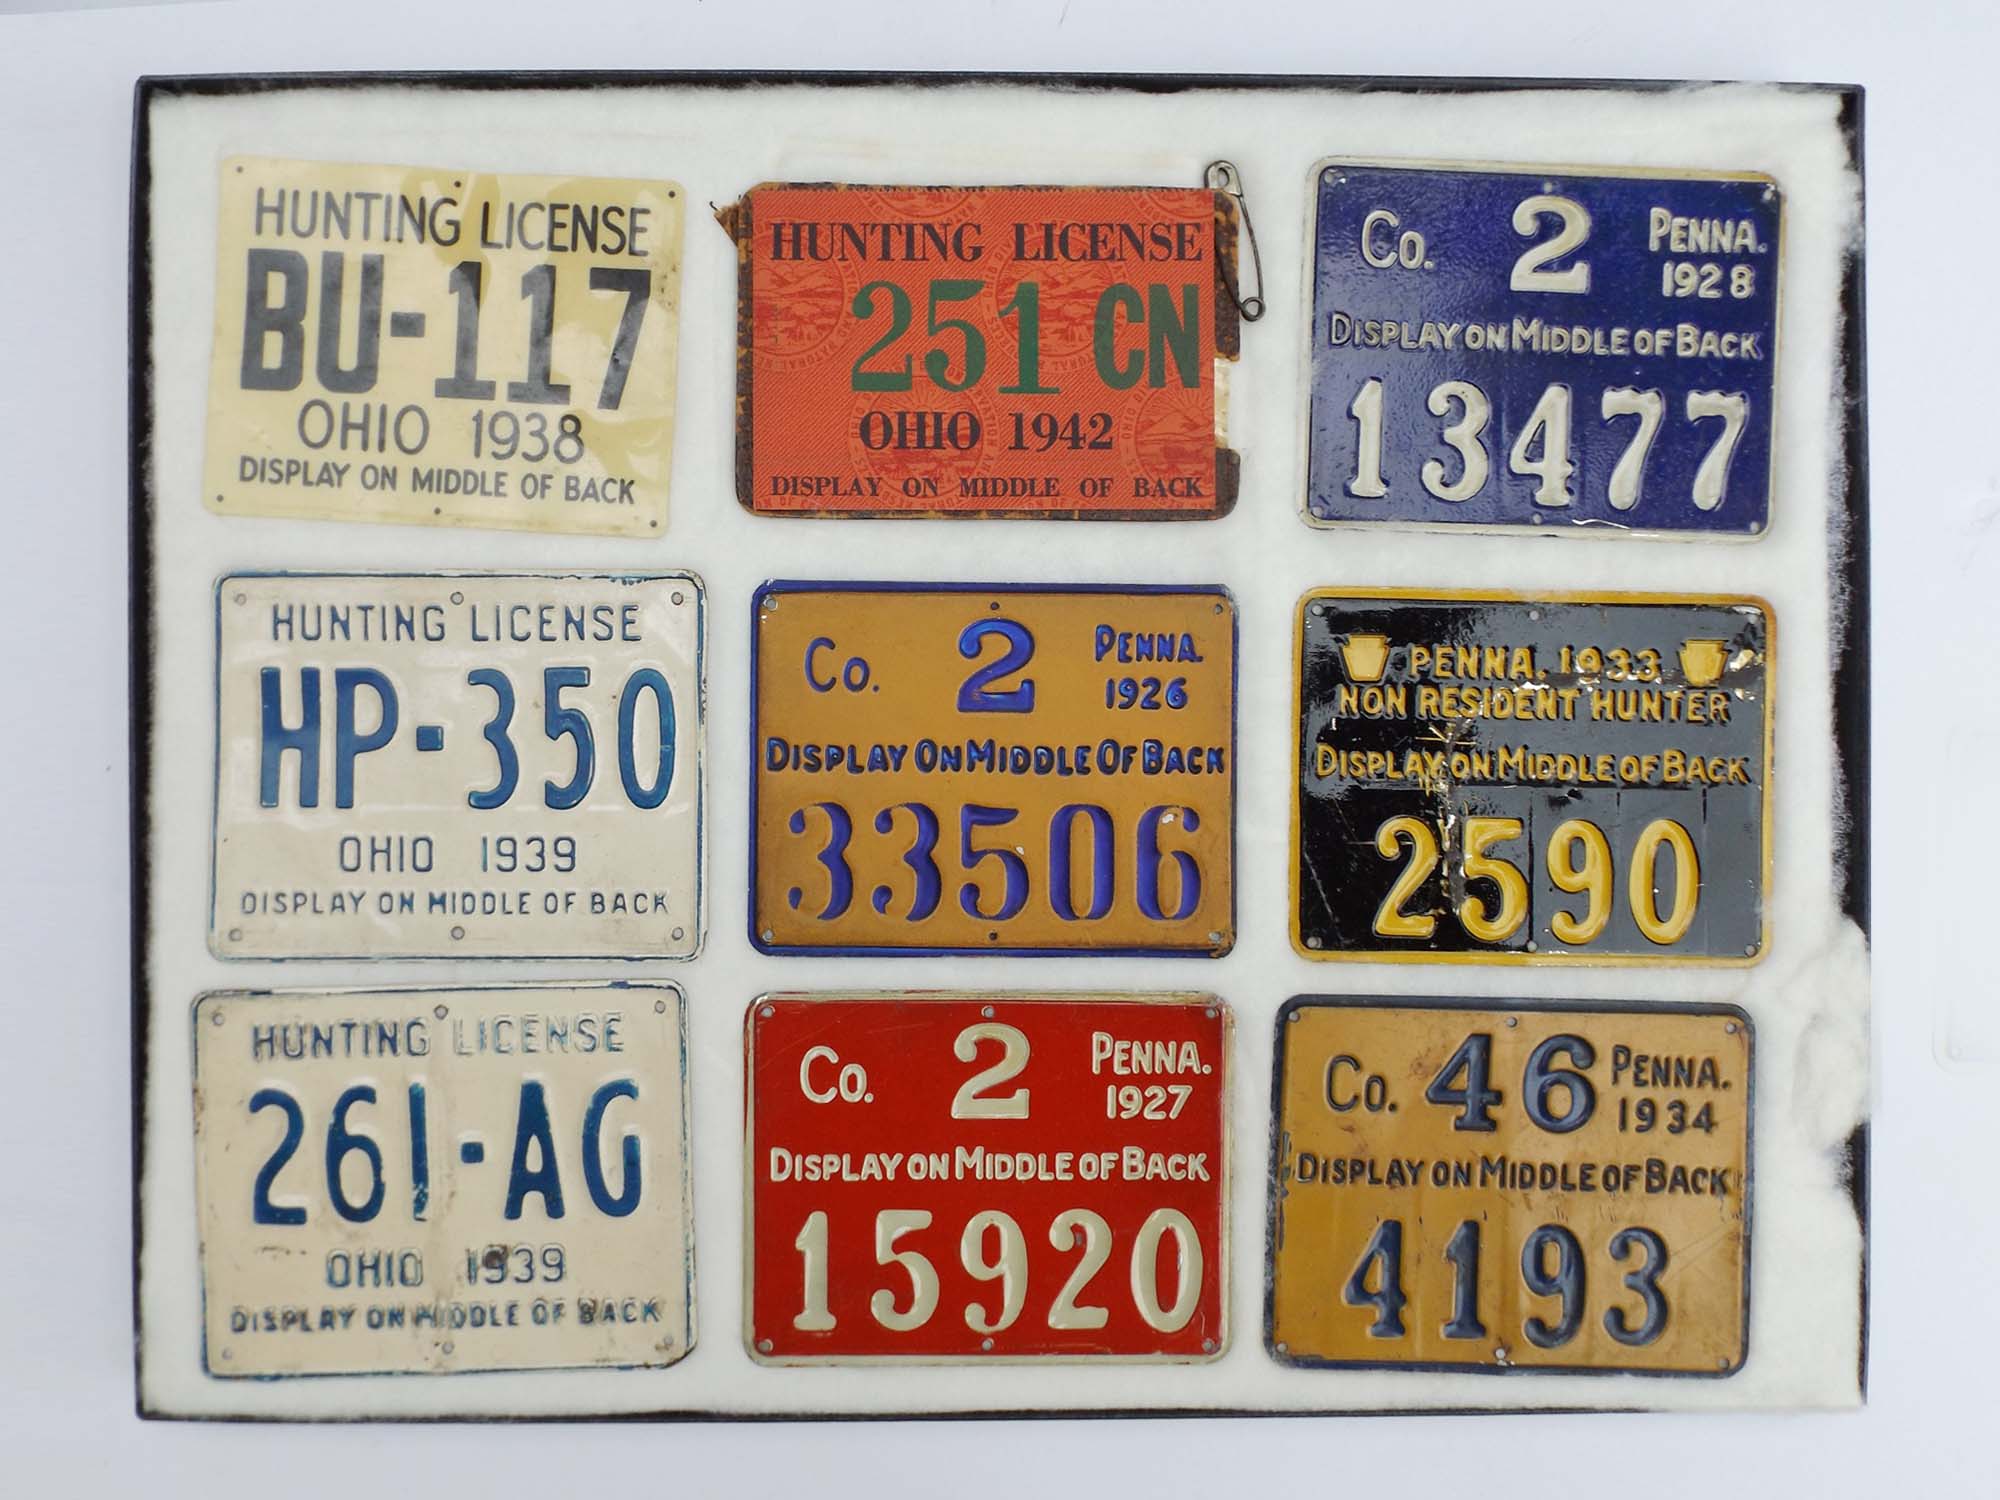 HUNTING LICENSE
BU-117
OHIO 1938
DISPLAY ON MIDDLE OF BACK
HUNTING LICENSE
251 CN
OHIO 1942
DISPLAY ON MIDDLE OF BACK
Co. 2 PENNA.
1928
DISPLAY ON MIDDLE OF BACK
13477
HUNTING LICENSE
HP-350
OHIO 1939
DISPLAY ON MIDDLE OF BACK
Co. 2 PENNA.
1926
DISPLAY ON MIDDLE OF BACK
33506
PENNA. 1933
NON RESIDENT HUNTER
DISPLAY ON MIDDLE OF BACK
2590
HUNTING LICENSE
261-AG
OHIO 1939
DISPLAY ON MIDDLE OF BACK
Co. 2 PENNA.
1927
DISPLAY ON MIDDLE OF BACK
15920
Co. 46 PENNA.
1934
DISPLAY ON MIDDLE OF BACK
4193